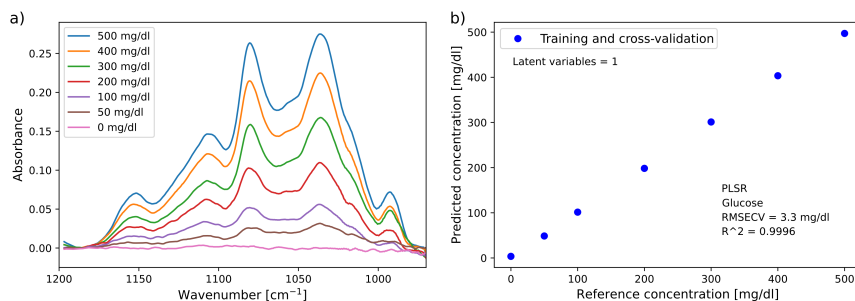 a)
500 mg/dl
400 mg/dl
300 mg/dl
200 mg/dl
100 mg/dl
50 mg/dl
0 mg/dl
0.25
0.20
0.15
0.10
0.05
0.00
Absorbance
1200
1150
1100
1050
1000
Wavenumber [cm⁻¹]
b)
Training and cross-validation
Latent variables = 1
500
400
300
200
100
0
Predicted concentration [mg/dl]
PLSR
Glucose
RMSECV = 3.3 mg/dl
R^2 = 0.9996
0
100
200
300
400
500
Reference concentration [mg/dl]